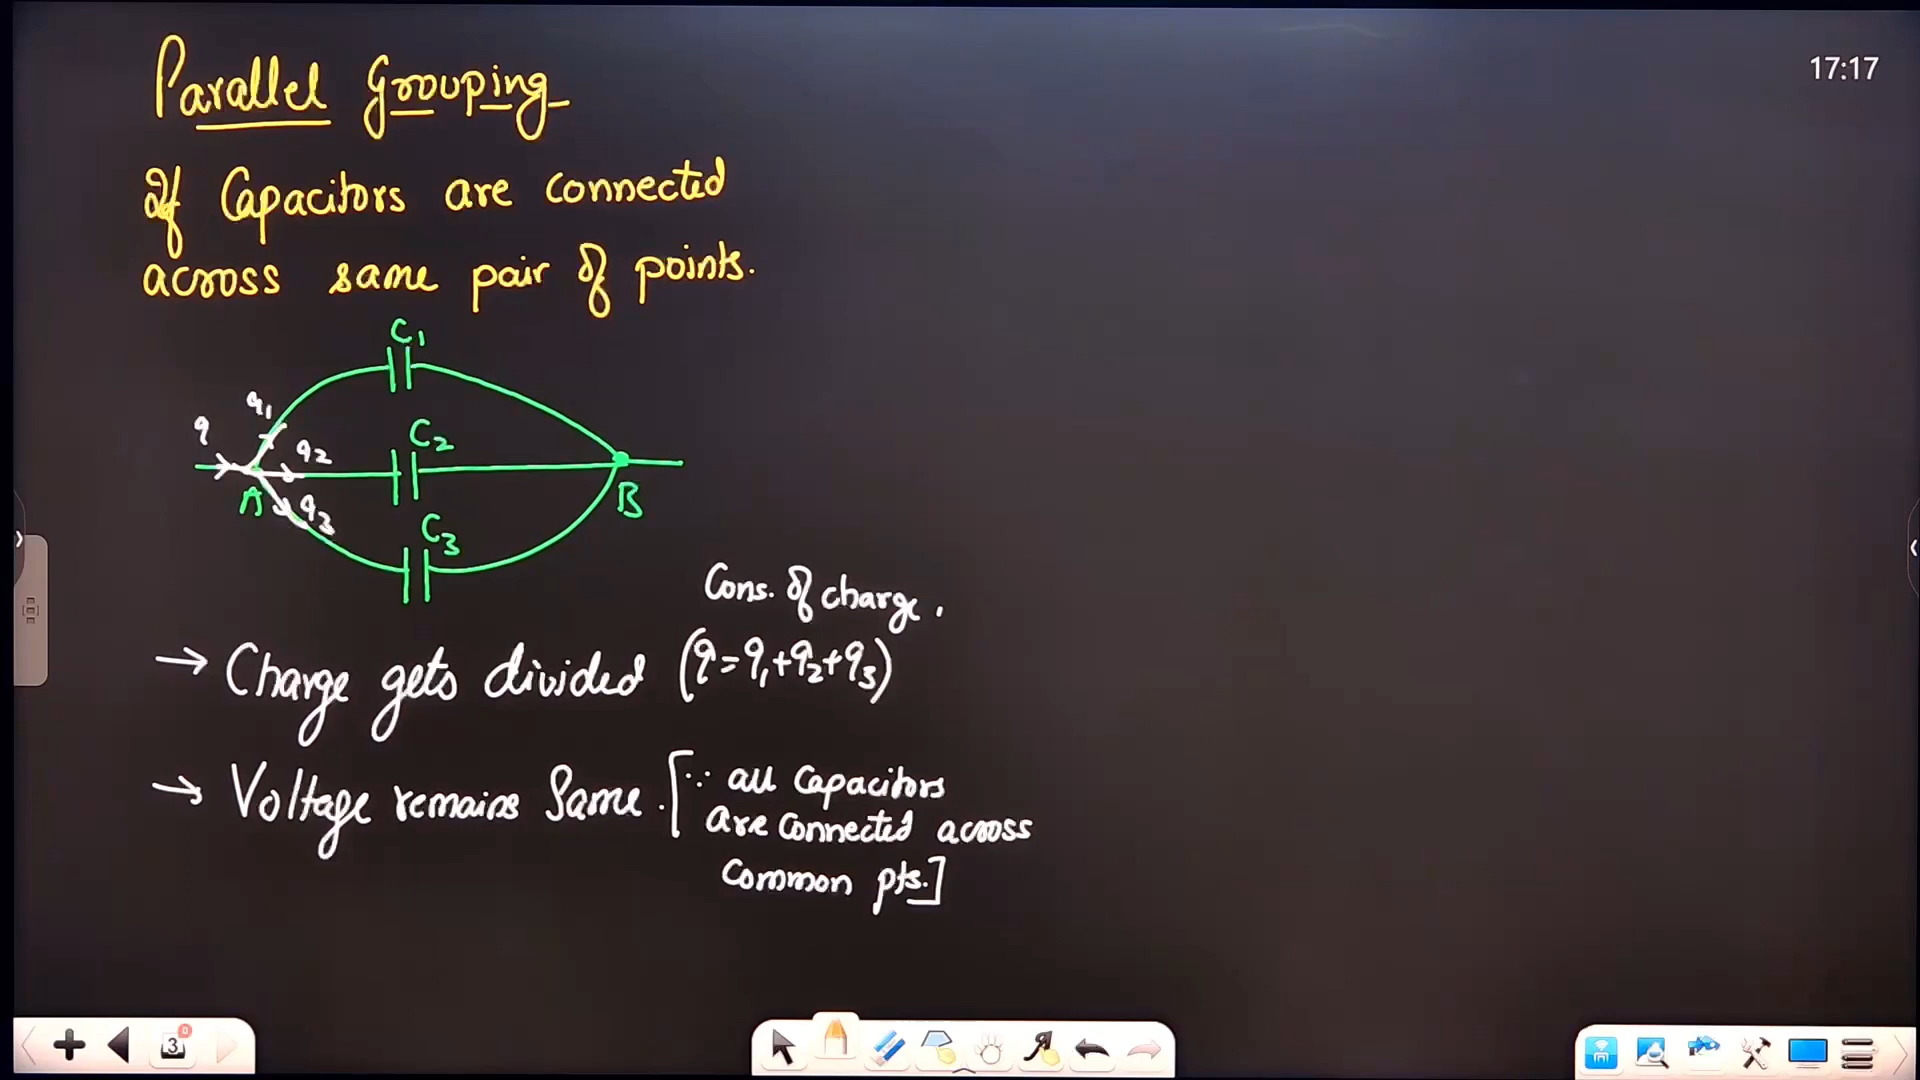 Parallel Grouping
If Capacitors are connected
across same pair of points.
17:17
C1
q1
q
q2
C2
A
B
q3
C3
Cons. of charge.
→ Charge gets divided (q=q1+q2+q3)
→ Voltage remains Same. [∵ all Capacitors
are connected across
Common pts.]
3
0